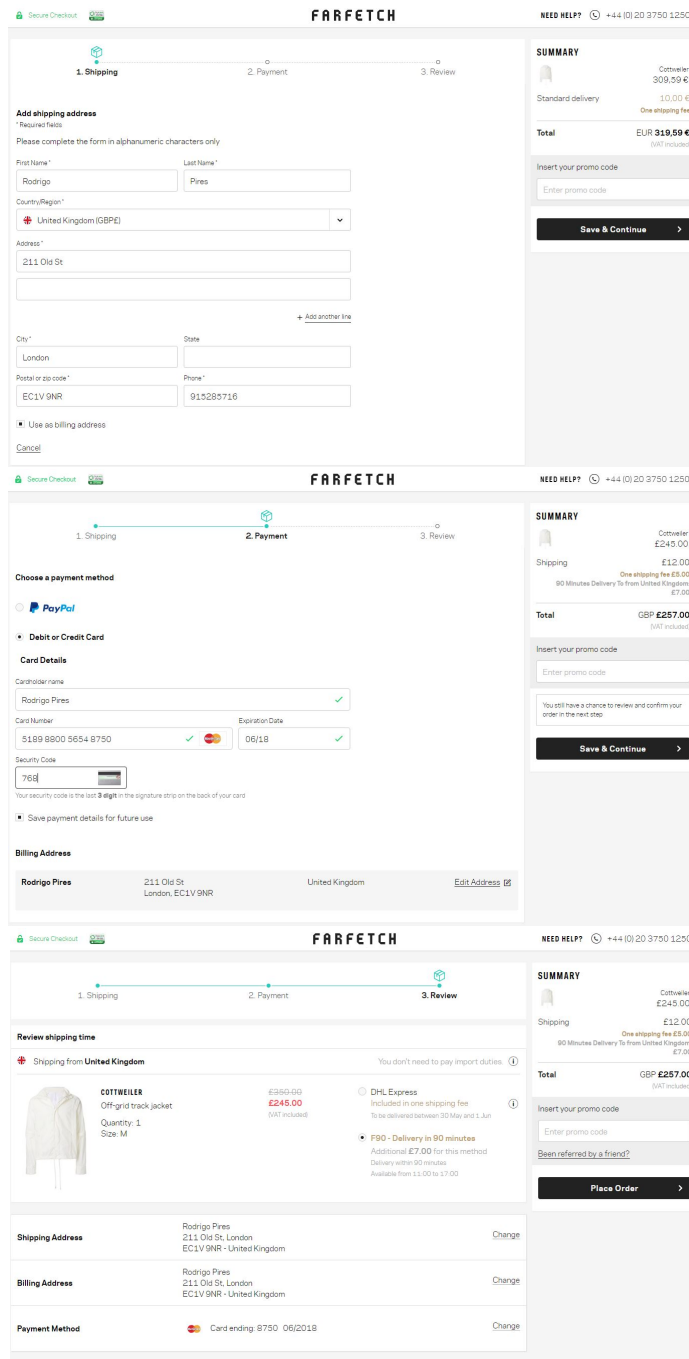 Secure Checkout
FARFETCH
NEED HELP? +44 (0) 20 3750 1250
1. Shipping
2. Payment
3. Review
Add shipping address
* Required fields
Please complete the form in alphanumeric characters only
First Name *
Last Name *
Rodrigo
Pires
Country/Region *
United Kingdom (GBP£)
Address *
211 Old St
+ Add another line
City *
State
London
Postal or zip code *
Phone *
EC1V 9NR
915285716
Use as billing address
Cancel
SUMMARY
Cottweiler
309,59 €
Standard delivery
10,00 €
One shipping fee
Total
EUR 319,59 €
(VAT included)
Insert your promo code
Enter promo code
Save & Continue
Secure Checkout
FARFETCH
NEED HELP? +44 (0) 20 3750 1250
1. Shipping
2. Payment
3. Review
Choose a payment method
PayPal
Debit or Credit Card
Card Details
Cardholder name
Rodrigo Pires
Card Number
Expiration Date
5189 8800 5654 8750
06/18
Security Code
768
Your security code is the last 3 digit in the signature strip on the back of your card
Save payment details for future use
Billing Address
Rodrigo Pires
211 Old St
London, EC1V 9NR
United Kingdom
Edit Address
SUMMARY
Cottweiler
£245.00
Shipping
£12.00
One shipping fee £5.00
90 Minutes Delivery To from United Kingdom
£7.00
Total
GBP £257.00
(VAT included)
Insert your promo code
Enter promo code
You still have a chance to review and confirm your
order in the next step
Save & Continue
Secure Checkout
FARFETCH
NEED HELP? +44 (0) 20 3750 1250
1. Shipping
2. Payment
3. Review
Review shipping time
Shipping from United Kingdom
You don't need to pay import duties
COTTWEILER
Off-grid track jacket
Quantity: 1
Size: M
£350.00
£245.00
(VAT included)
DHL Express
Included in one shipping fee
To be delivered between 30 May and 1 Jun
F90 - Delivery in 90 minutes
Additional £7.00 for this method
Delivery within 90 minutes
Available from 11:00 to 17:00
Shipping Address
Rodrigo Pires
211 Old St, London
EC1V 9NR - United Kingdom
Change
Billing Address
Rodrigo Pires
211 Old St, London
EC1V 9NR - United Kingdom
Change
Payment Method
Card ending: 8750 06/2018
Change
SUMMARY
Cottweiler
£245.00
Shipping
£12.00
One shipping fee £5.00
90 Minutes Delivery To from United Kingdom
£7.00
Total
GBP £257.00
(VAT included)
Insert your promo code
Enter promo code
Been referred by a friend?
Place Order